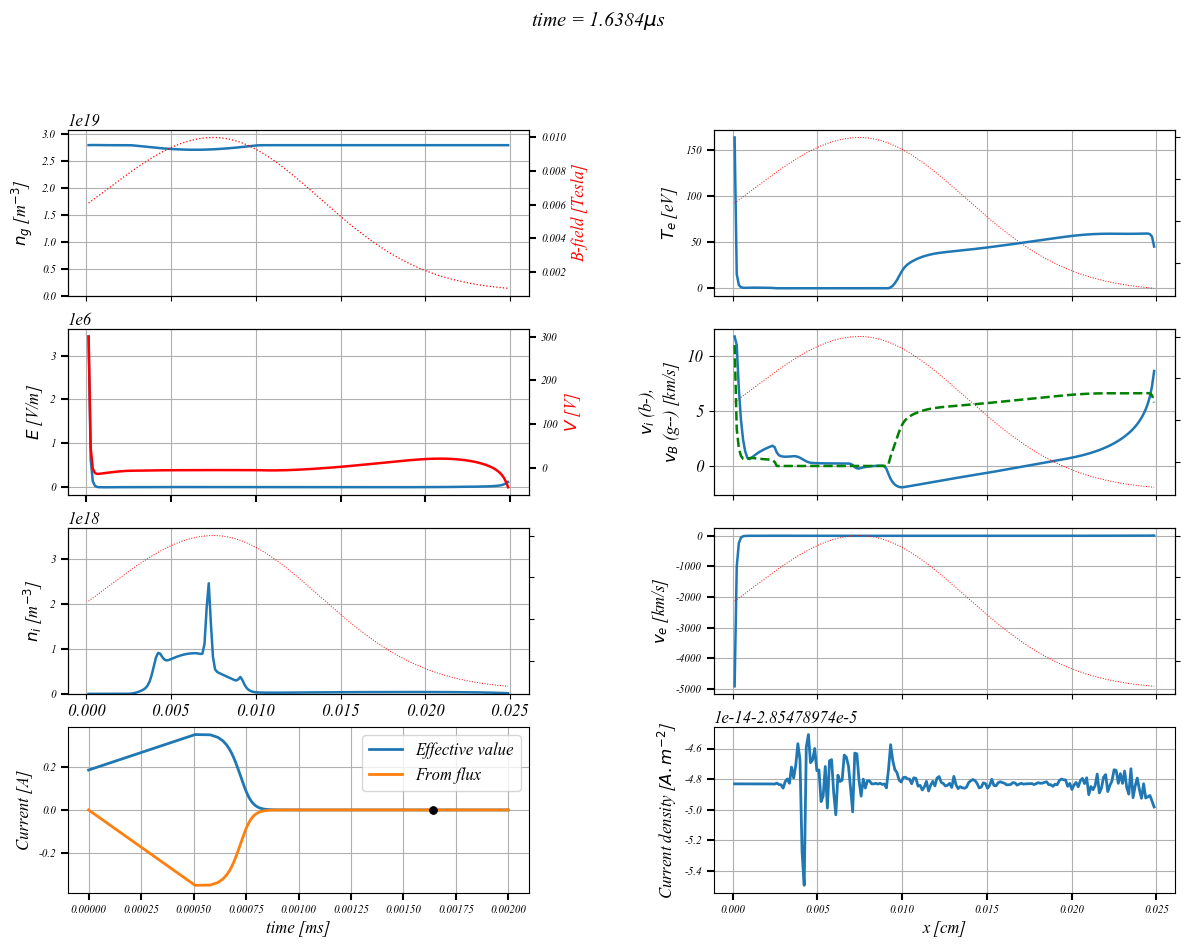 time = 1.6384μs
1e19
3.0
2.5
2.0
1.5
1.0
0.5
0.0
n_g [m^{-3}]
0.010
0.008
0.006
0.004
0.002
B-field [Tesla]
150
100
50
0
T_e [eV]
1e6
3
2
1
0
E [V/m]
300
200
100
0
V [V]
10
5
0
v_i (b-),
v_B (g--) [km/s]
1e18
3
2
1
0
n_i [m^{-3}]
0.000 0.005 0.010 0.015 0.020 0.025
0
-1000
-2000
-3000
-4000
-5000
v_e [km/s]
0.2
0.0
-0.2
Current [A]
Effective value
From flux
0.00000 0.00025 0.00050 0.00075 0.00100 0.00125 0.00150 0.00175 0.00200
time [ms]
1e-14-2.85478974e-5
-4.6
-4.8
-5.0
-5.2
-5.4
Current density [A.m^{-2}]
0.000 0.005 0.010 0.015 0.020 0.025
x [cm]